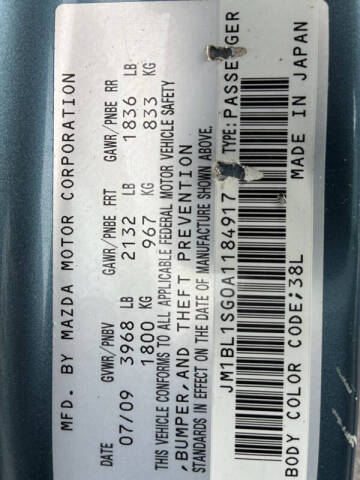 MFD. BY MAZDA MOTOR CORPORATION
GVWR/PNBV GAWR/PNBE FRT GAWR/PNBE RR
DATE 3968 LB 2132 LB 1836 LB
07/09 1800 KG 967 KG 833 KG
THIS VEHICLE CONFORMS TO ALL APPLICABLE FEDERAL MOTOR VEHICLE SAFETY
,BUMPER,AND THEFT PREVENTION
STANDARDS IN EFFECT ON THE DATE OF MANUFACTURE SHOWN ABOVE.
JM1BL1SG0A1184917 TYPE: PASSENGER
BODY COLOR CODE;38L MADE IN JAPAN